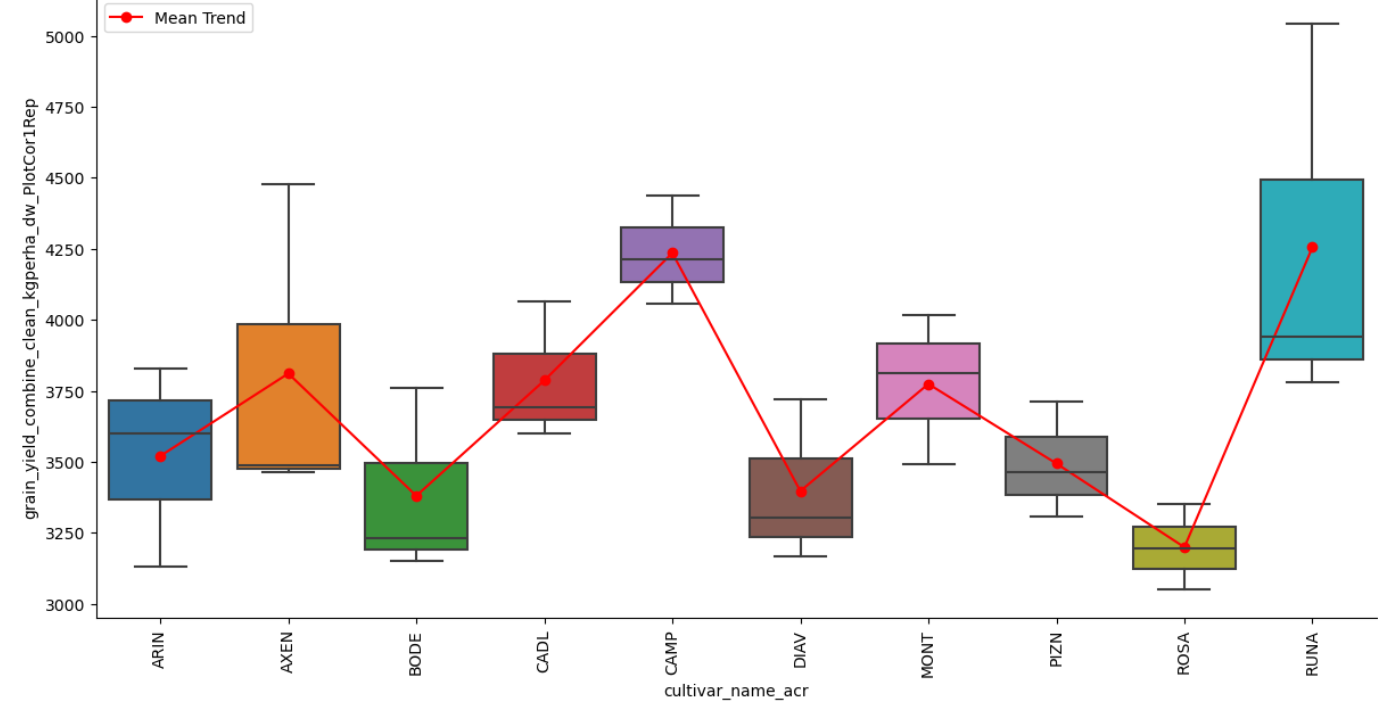 Mean Trend
5000
4750
4500
4250
4000
3750
3500
3250
3000
grain_yield_combine_clean_kgperha_dw_PlotCor1Rep
ARIN
AXEN
BODE
CADL
CAMP
DIAV
MONT
PIZN
ROSA
RUNA
cultivar_name_acr